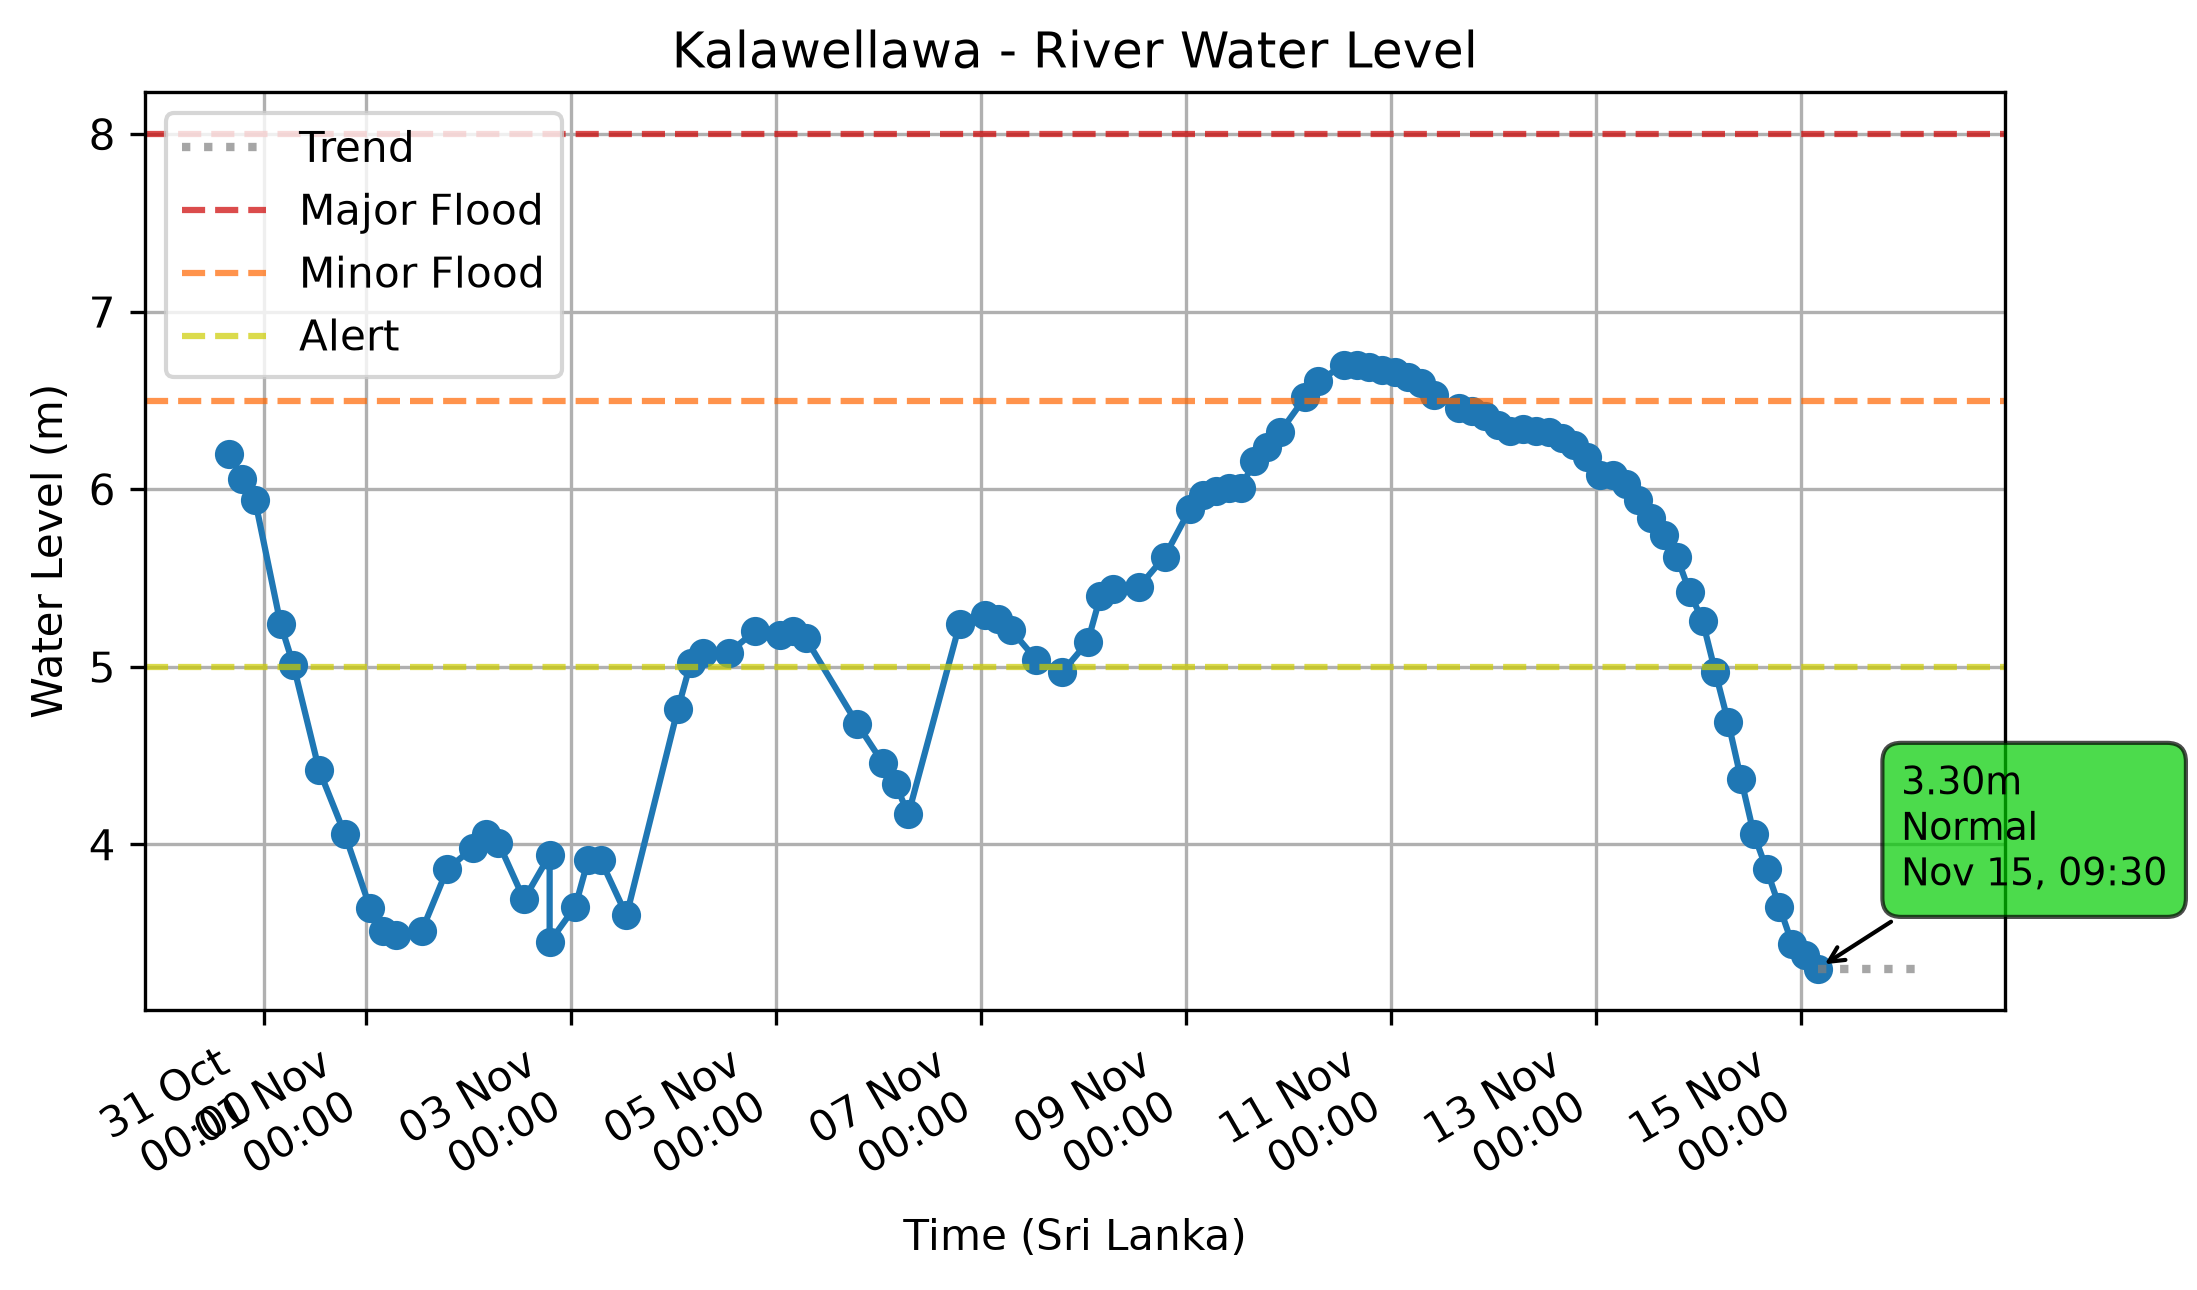 Kalawellawa - River Water Level
Trend
Major Flood
Minor Flood
Alert
8
7
6
5
4
Water Level (m)
3.30m
Normal
Nov 15, 09:30
31 Oct
00:00
01 Nov
00:00
03 Nov
00:00
05 Nov
00:00
07 Nov
00:00
09 Nov
00:00
11 Nov
00:00
13 Nov
00:00
15 Nov
00:00
Time (Sri Lanka)